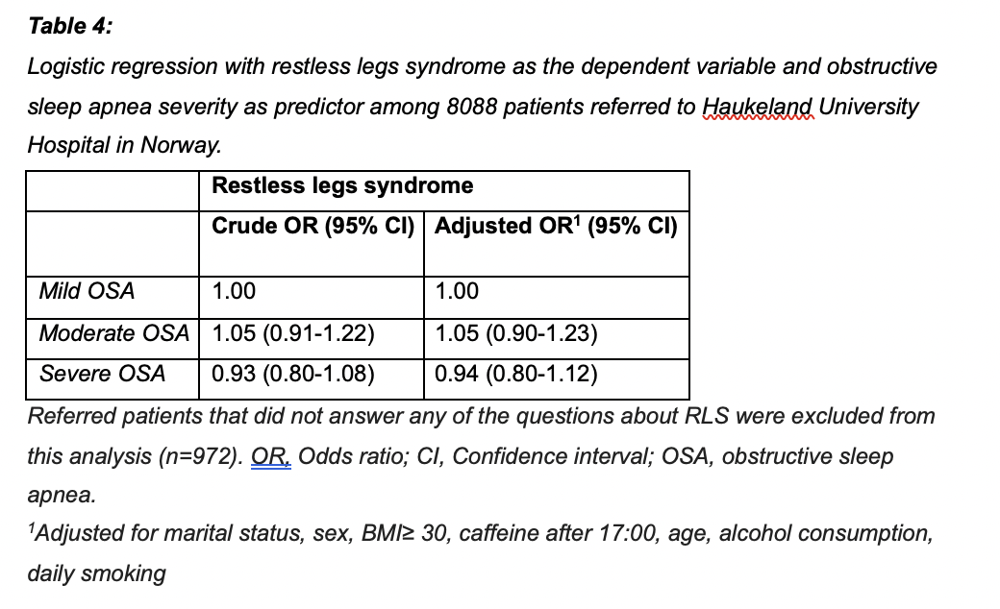 Table 4:
Logistic regression with restless legs syndrome as the dependent variable and obstructive
sleep apnea severity as predictor among 8088 patients referred to Haukeland University
Hospital in Norway.
Restless legs syndrome
Crude OR (95% CI) Adjusted OR¹ (95% CI)
Mild OSA 1.00 1.00
Moderate OSA 1.05 (0.91-1.22) 1.05 (0.90-1.23)
Severe OSA 0.93 (0.80-1.08) 0.94 (0.80-1.12)
Referred patients that did not answer any of the questions about RLS were excluded from
this analysis (n=972). OR, Odds ratio; CI, Confidence interval; OSA, obstructive sleep
apnea.
¹Adjusted for marital status, sex, BMI≥ 30, caffeine after 17:00, age, alcohol consumption,
daily smoking